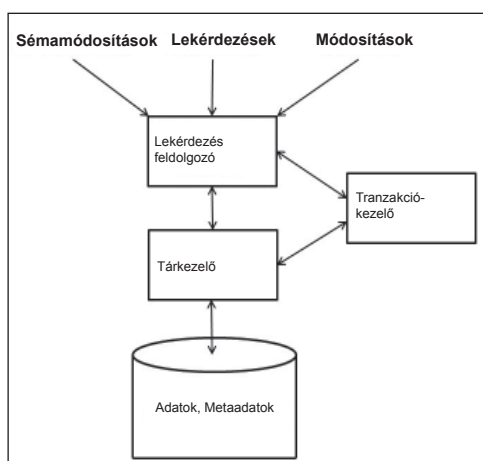 Sémamódosítások
Lekérdezések
Módosítások
Lekérdezés
feldolgozó
Tranzakció-
kezelő
Tárkezelő
Adatok, Metaadatok